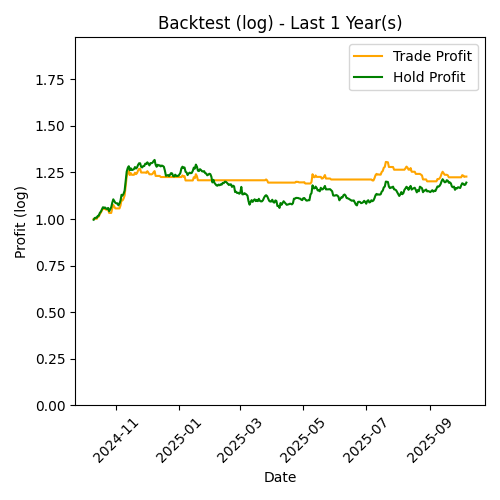 Backtest (log) - Last 1 Year(s)
Trade Profit
Hold Profit
Profit (log)
1.75
1.50
1.25
1.00
0.75
0.50
0.25
0.00
2024-11
2025-01
2025-03
2025-05
2025-07
2025-09
Date